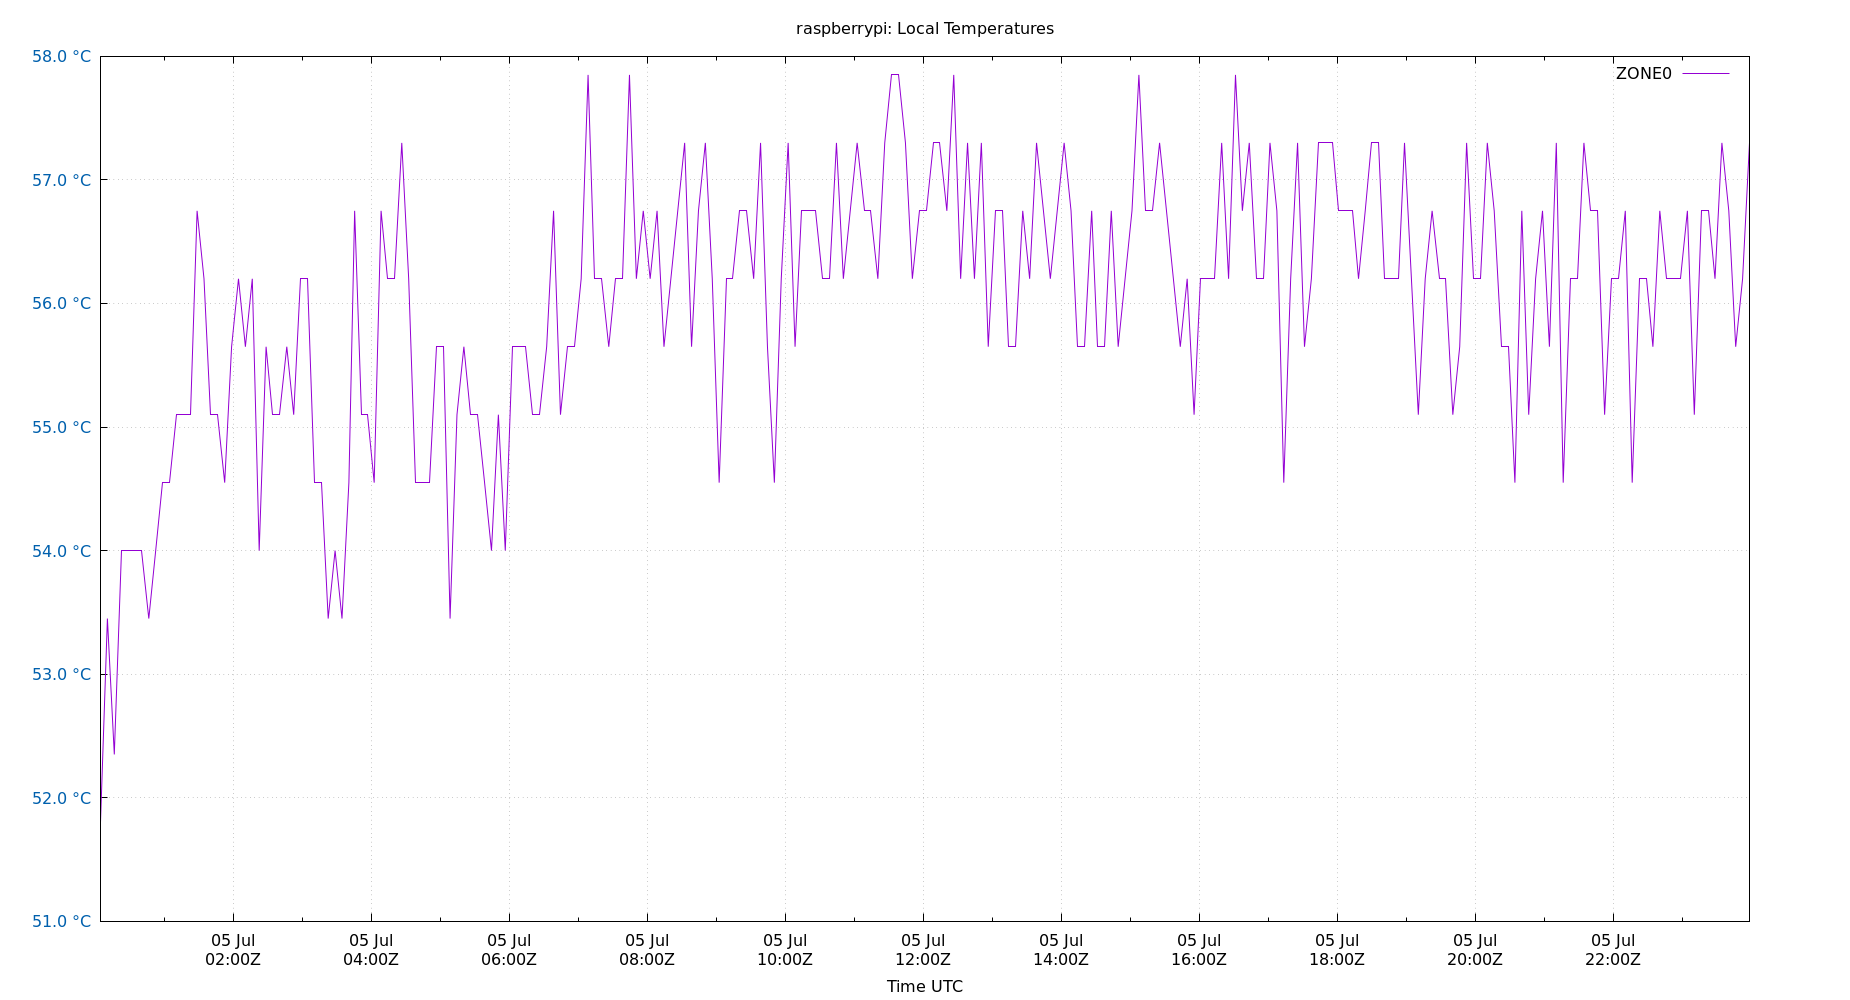 raspberrypi: Local Temperatures
58.0 °C
ZONE0
57.0 °C
56.0 °C
55.0 °C
54.0 °C
53.0 °C
52.0 °C
51.0 °C
05 Jul 05 Jul 05 Jul 05 Jul 05 Jul 05 Jul 05 Jul 05 Jul 05 Jul 05 Jul 05 Jul
02:00Z 04:00Z 06:00Z 08:00Z 10:00Z 12:00Z 14:00Z 16:00Z 18:00Z 20:00Z 22:00Z
Time UTC